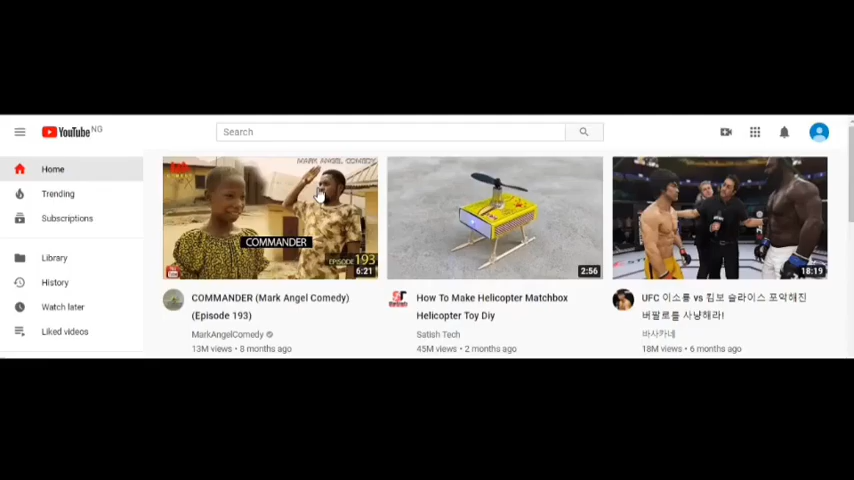 YouTube NG
Search
Home
Trending
Subscriptions
Library
History
Watch later
Liked videos
MARK ANGEL COMEDY
COMMANDER
EPISODE 193
6:21
2:56
18:19
COMMANDER (Mark Angel Comedy)
(Episode 193)
MarkAngelComedy
13M views • 8 months ago
How To Make Helicopter Matchbox
Helicopter Toy Diy
Satish Tech
45M views • 2 months ago
UFC 이소룡 vs 킴보 슬라이스 포악해진
버팔로를 사냥해라!
바사카네
18M views • 6 months ago